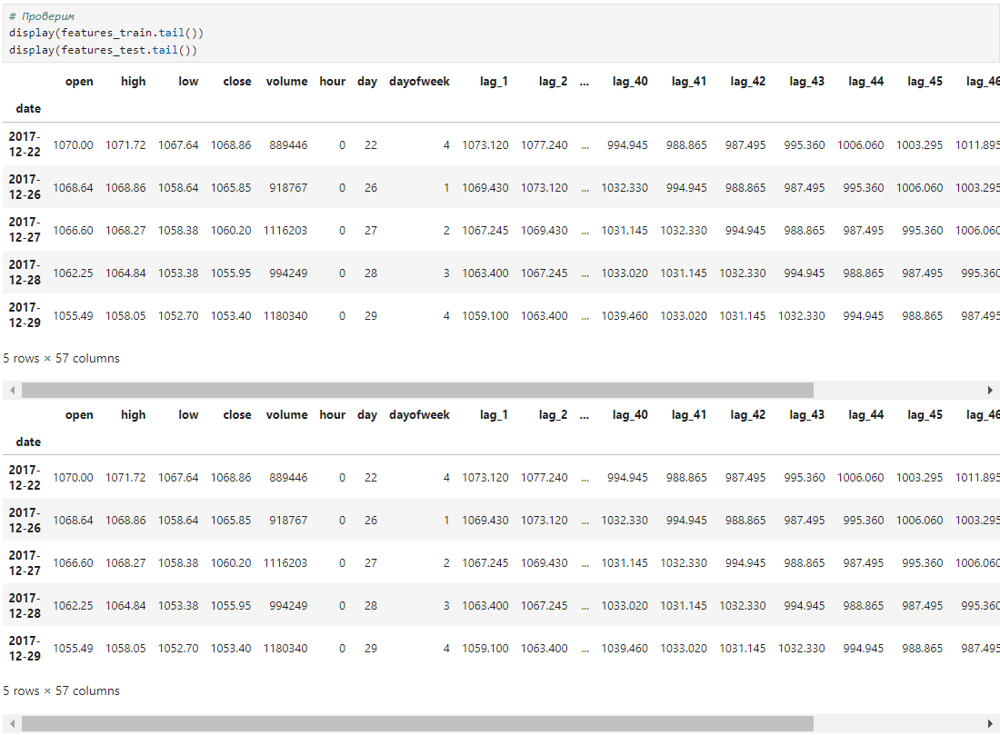 # Проверим
display(features_train.tail())
display(features_test.tail())
open high low close volume hour day dayofweek lag_1 lag_2 ... lag_40 lag_41 lag_42 lag_43 lag_44 lag_45 lag_46
date
2017-12-22 1070.00 1071.72 1067.64 1068.86 889446 0 22 4 1073.120 1077.240 ... 994.945 988.865 987.495 995.360 1006.060 1003.295 1011.895
2017-12-26 1068.64 1068.86 1058.64 1065.85 918767 0 26 1 1069.430 1073.120 ... 1032.330 994.945 988.865 987.495 995.360 1006.060 1003.295
2017-12-27 1066.60 1068.27 1058.38 1060.20 1116203 0 27 2 1067.245 1069.430 ... 1031.145 1032.330 994.945 988.865 987.495 995.360 1006.060
2017-12-28 1062.25 1064.84 1053.38 1055.95 994249 0 28 3 1063.400 1067.245 ... 1033.020 1031.145 1032.330 994.945 988.865 987.495 995.360
2017-12-29 1055.49 1058.05 1052.70 1053.40 1180340 0 29 4 1059.100 1063.400 ... 1039.460 1033.020 1031.145 1032.330 994.945 988.865 987.495
5 rows × 57 columns
open high low close volume hour day dayofweek lag_1 lag_2 ... lag_40 lag_41 lag_42 lag_43 lag_44 lag_45 lag_46
date
2017-12-22 1070.00 1071.72 1067.64 1068.86 889446 0 22 4 1073.120 1077.240 ... 994.945 988.865 987.495 995.360 1006.060 1003.295 1011.895
2017-12-26 1068.64 1068.86 1058.64 1065.85 918767 0 26 1 1069.430 1073.120 ... 1032.330 994.945 988.865 987.495 995.360 1006.060 1003.295
2017-12-27 1066.60 1068.27 1058.38 1060.20 1116203 0 27 2 1067.245 1069.430 ... 1031.145 1032.330 994.945 988.865 987.495 995.360 1006.060
2017-12-28 1062.25 1064.84 1053.38 1055.95 994249 0 28 3 1063.400 1067.245 ... 1033.020 1031.145 1032.330 994.945 988.865 987.495 995.360
2017-12-29 1055.49 1058.05 1052.70 1053.40 1180340 0 29 4 1059.100 1063.400 ... 1039.460 1033.020 1031.145 1032.330 994.945 988.865 987.495
5 rows × 57 columns